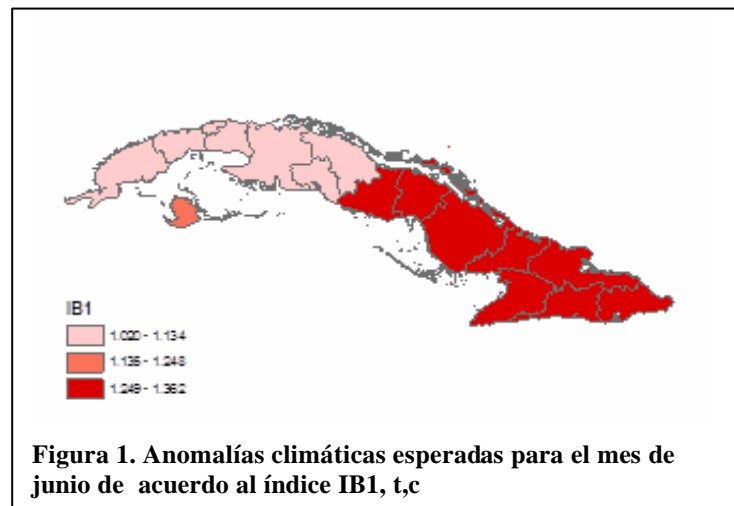 IB1
1.020 - 1.134
1.135 - 1.248
1.249 - 1.362
Figura 1. Anomalías climáticas esperadas para el mes de
junio de acuerdo al índice IB1, t,c